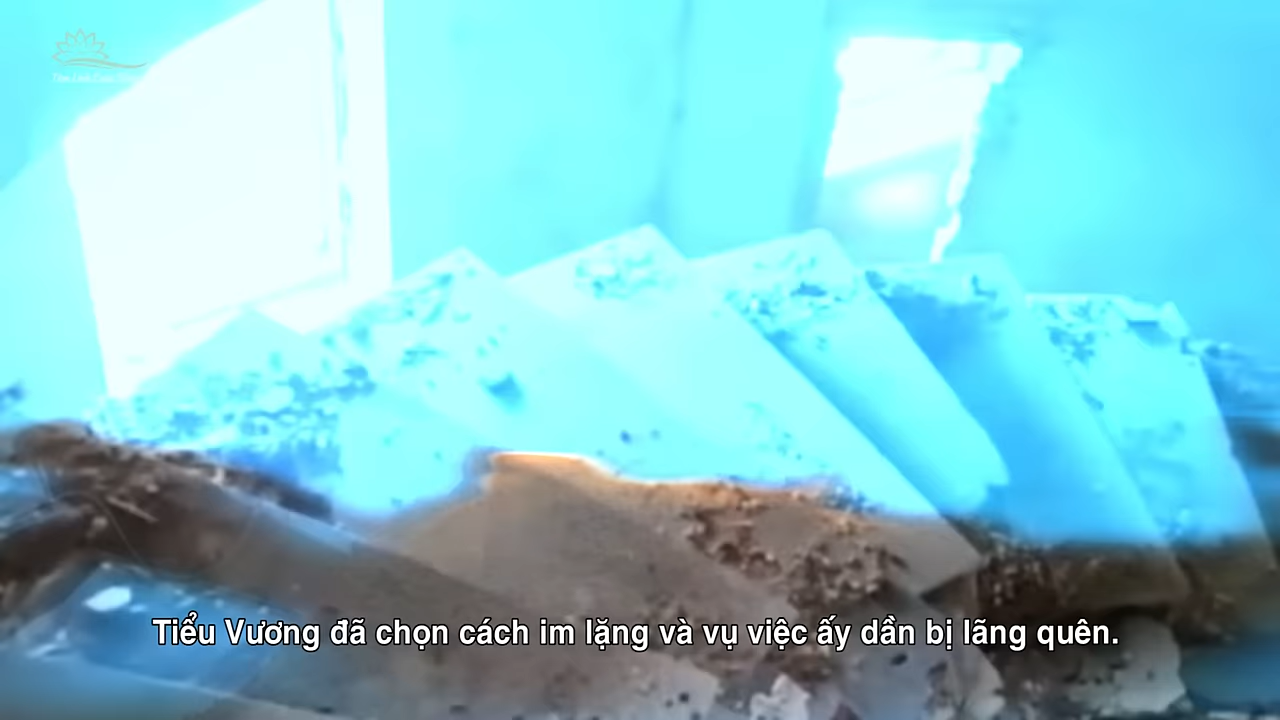 Tiểu Vương đã chọn cách im lặng và vụ việc ấy dần bị lãng quên.